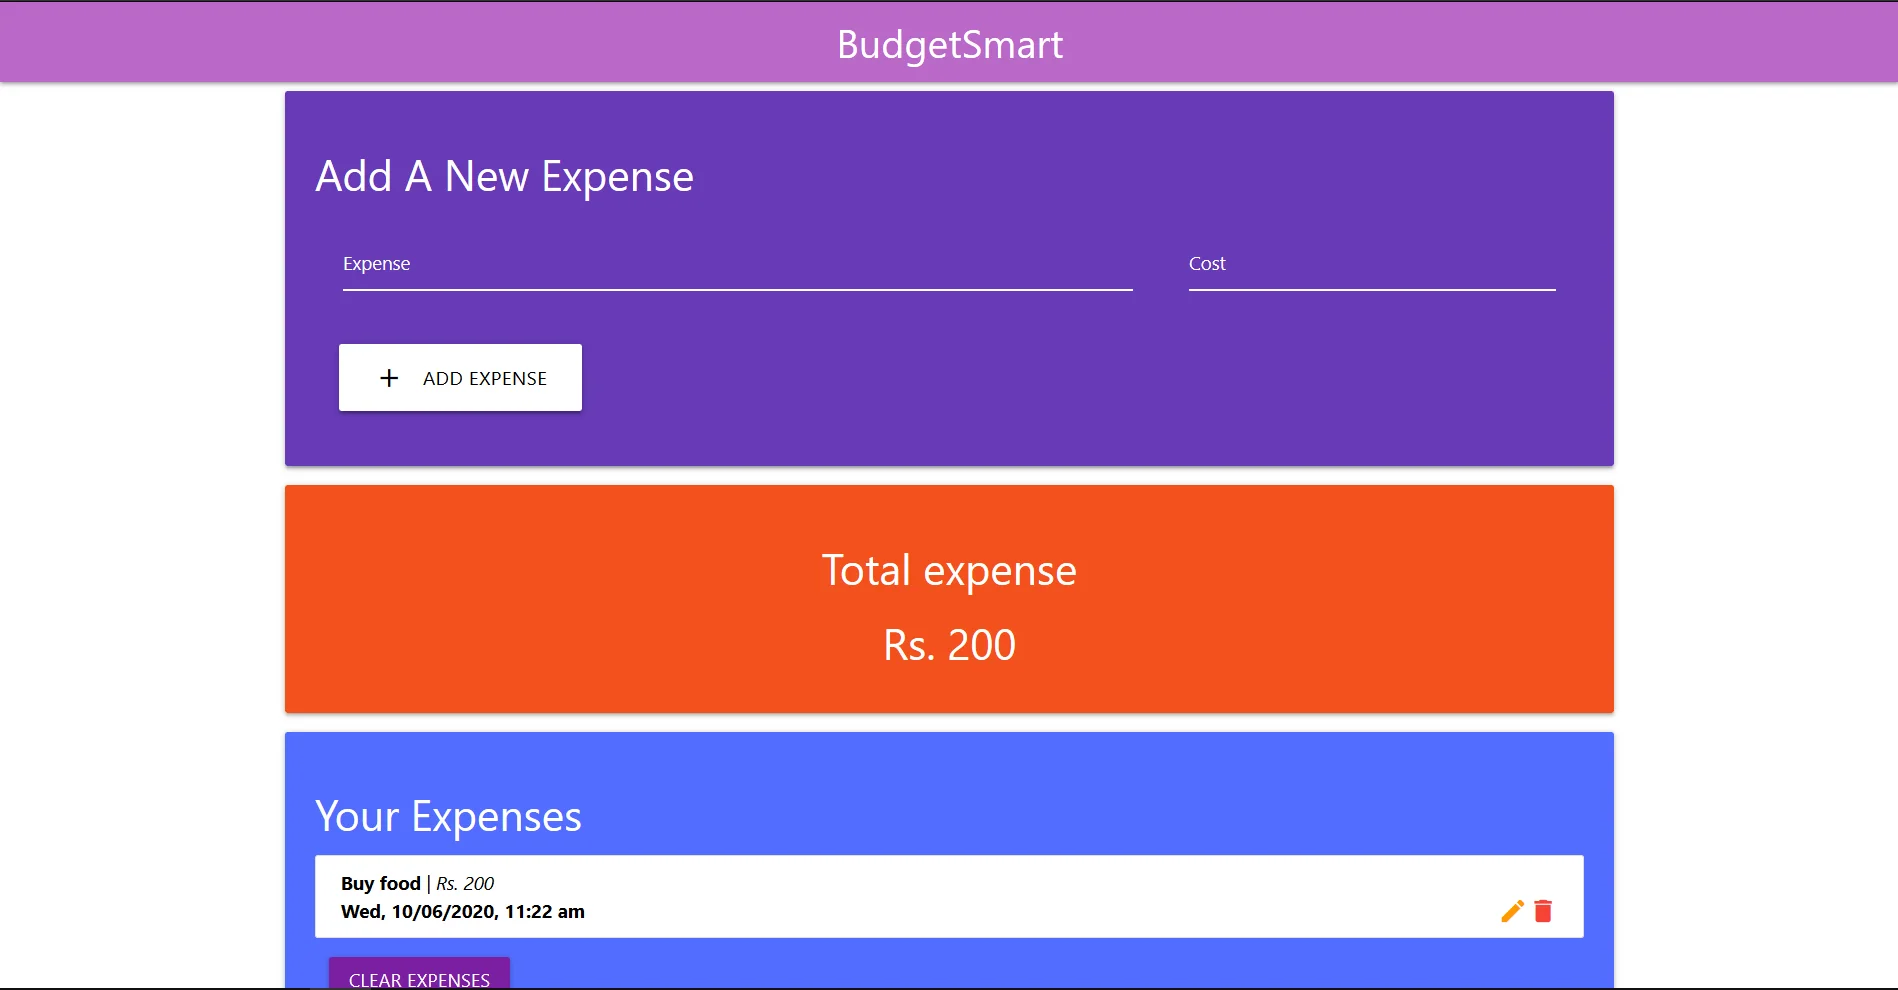 BudgetSmart
Add A New Expense
Expense
Cost
ADD EXPENSE
Total expense
Rs. 200
Your Expenses
Buy food | Rs. 200
Wed, 10/06/2020, 11:22 am
CLEAR EXPENSES